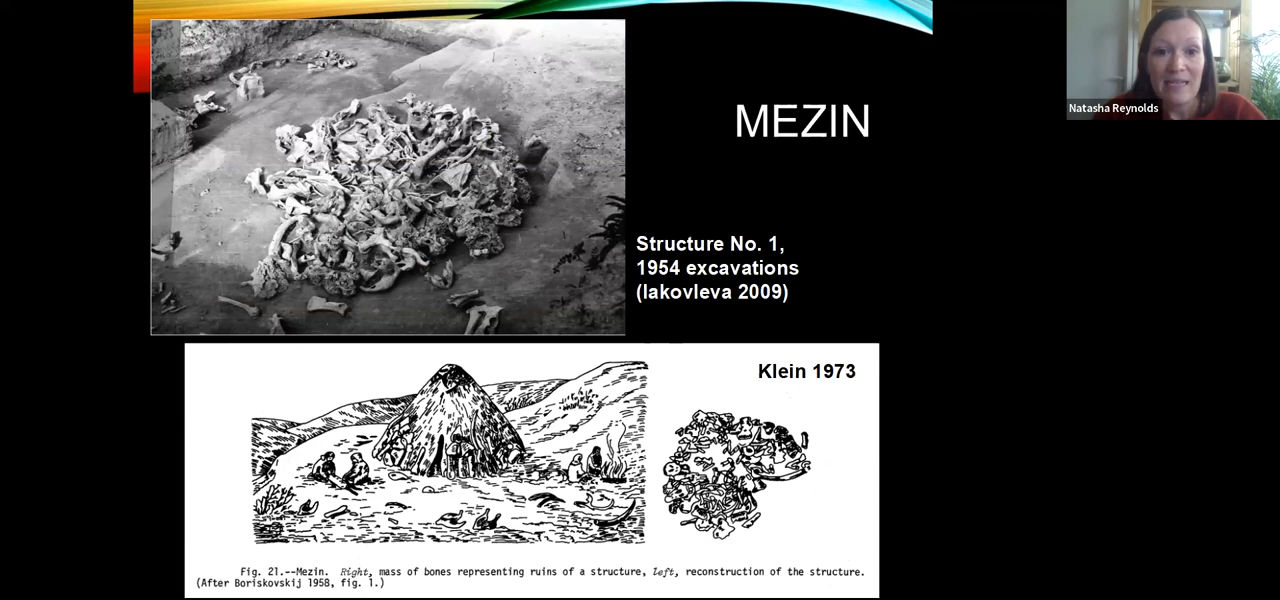 Natasha Reynolds
MEZIN
Structure No. 1,
1954 excavations
(Iakovleva 2009)
Klein 1973
Fig. 21.--Mezin. Right, mass of bones representing ruins of a structure, left, reconstruction of the structure.
(After Boriskovskij 1958, fig. 1.)